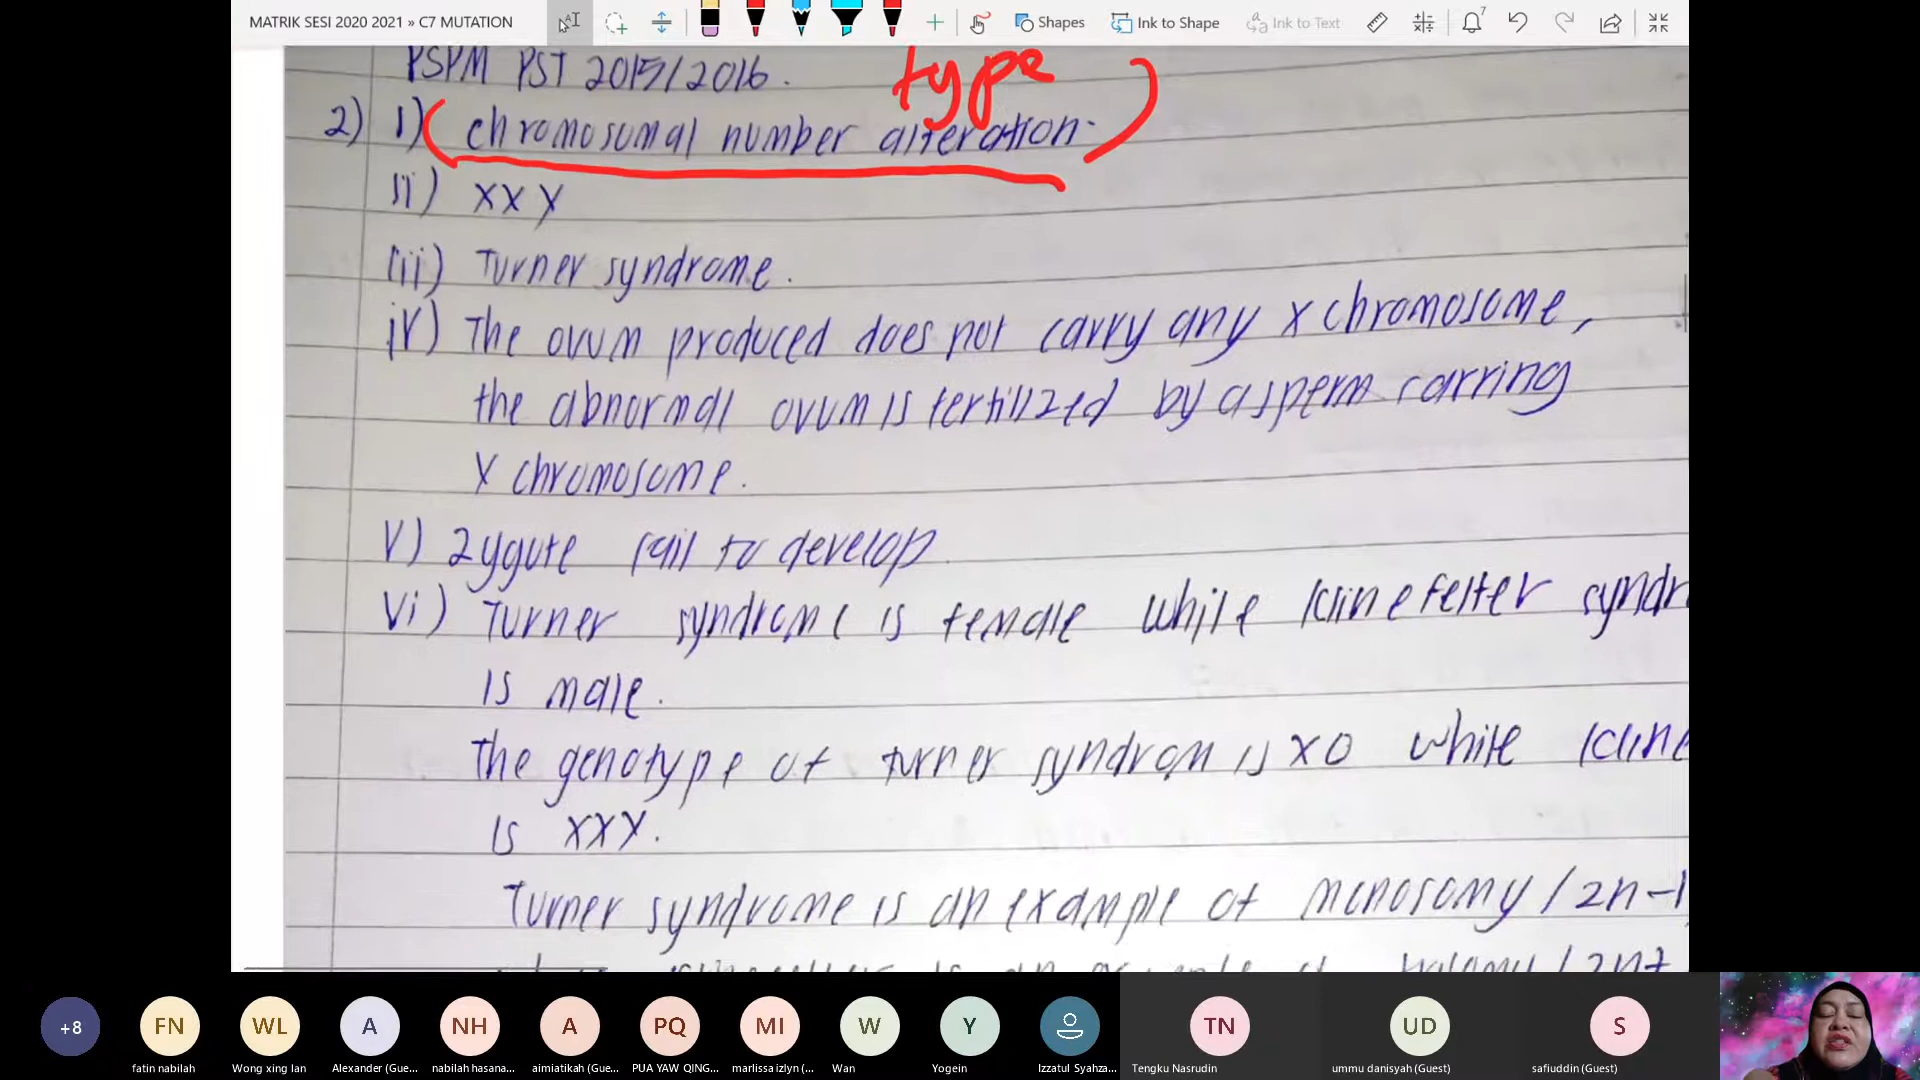 MATRIK SESI 2020 2021 » C7 MUTATION
Shapes
Ink to Shape
Ink to Text
7
PSPM PST 2015/2016.
type
2) i) chromosomal number alteration.
ii) XXY
iii) Turner syndrome.
iv) The ovum produced does not carry any X chromosome,
the abnormal ovum is fertilized by a sperm carring
X chromosome.
v) Zygote fail to develop.
vi) Turner syndrome is female while klinefelter syndr
is male.
The genotype of turner syndrom is XO while kline
is XXY.
Turner syndrome is an example of monosomy / 2n-1
+8
FN
WL
A
NH
A
PQ
MI
W
Y
TN
UD
S
fatin nabilah
Wong xing lan
Alexander (Gue...
nabilah hasana...
aimiatikah (Gue...
PUA YAW QING...
marlissa izlyn (...
Wan
Yogein
Izzatul Syahza...
Tengku Nasrudin
ummu danisyah (Guest)
safiuddin (Guest)